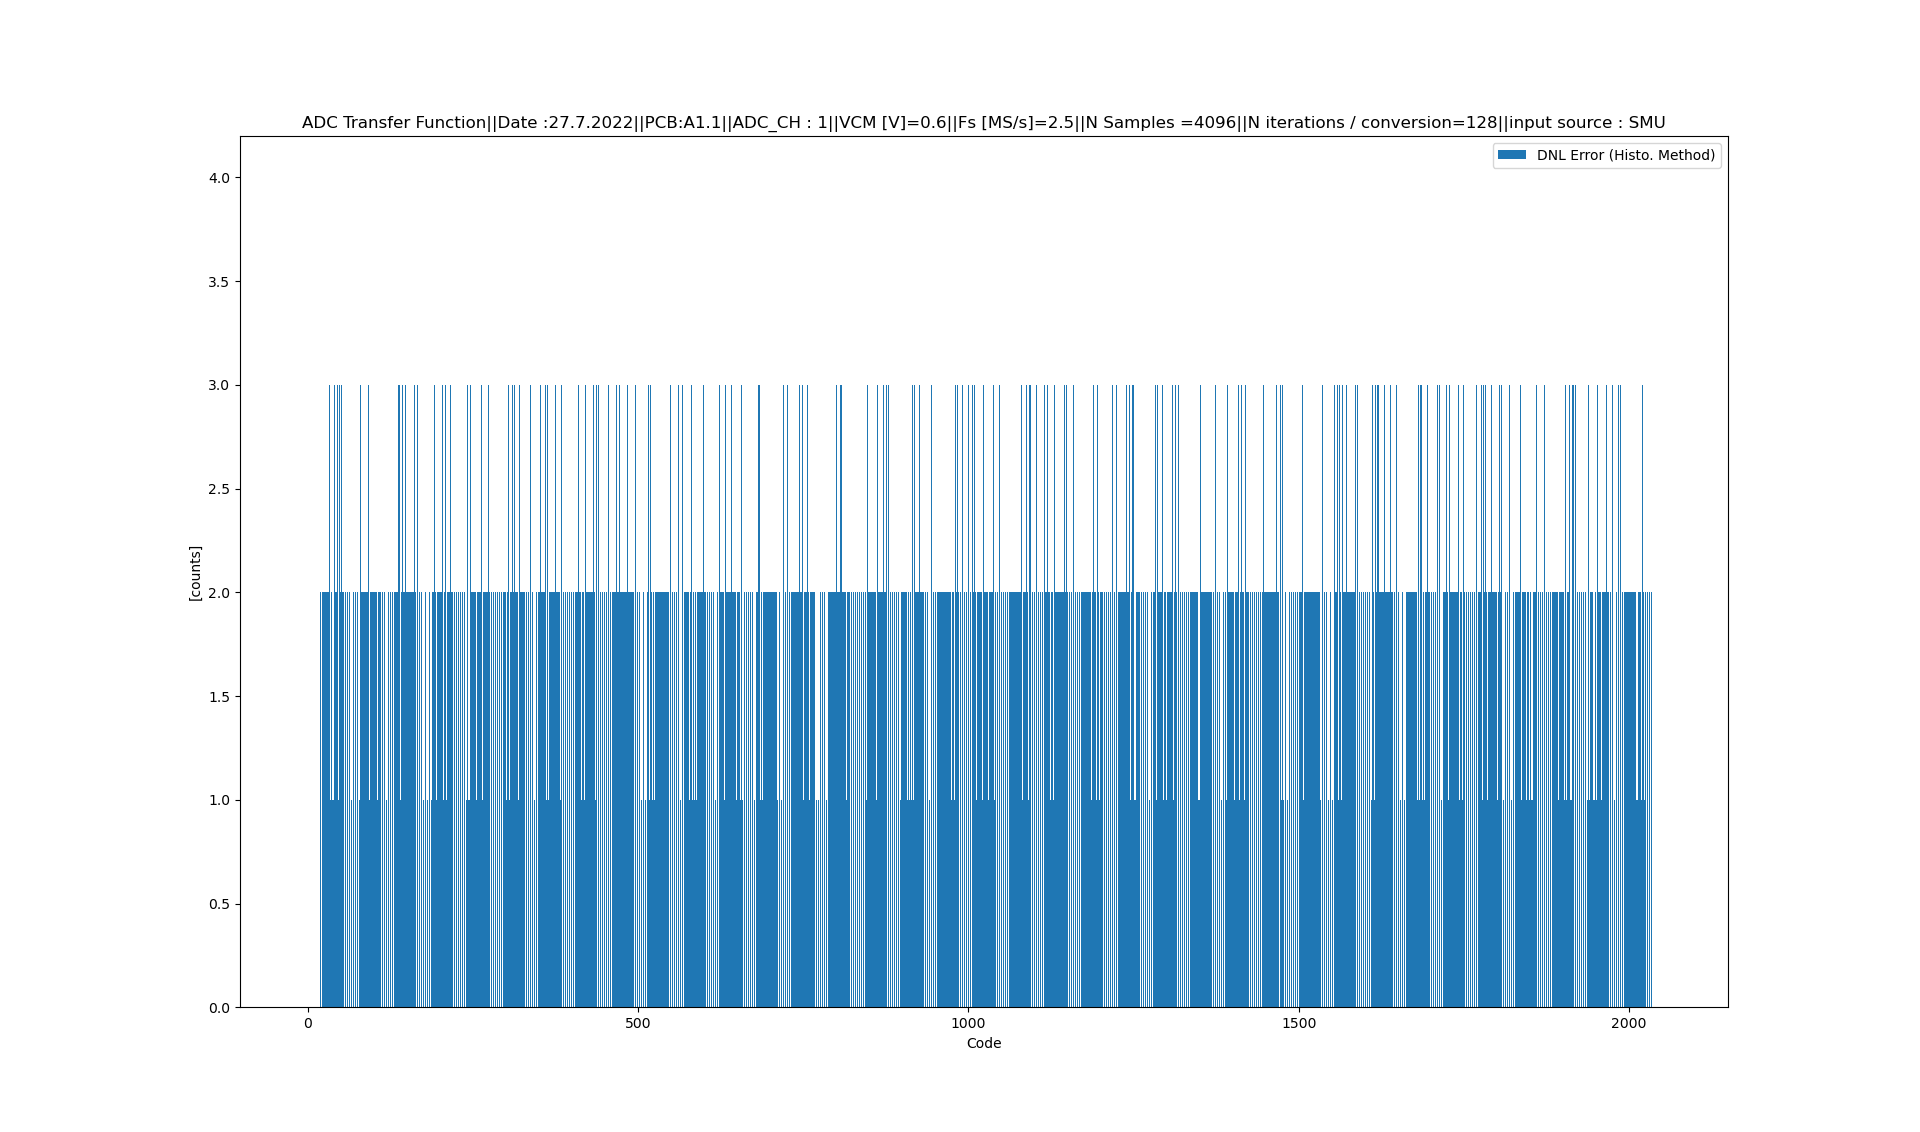 ADC Transfer Function||Date :27.7.2022||PCB:A1.1||ADC_CH : 1||VCM [V]=0.6||Fs [MS/s]=2.5||N Samples =4096||N iterations / conversion=128||input source : SMU
DNL Error (Histo. Method)
4.0
3.5
3.0
2.5
2.0
1.5
1.0
0.5
0.0
[counts]
0 500 1000 1500 2000
Code